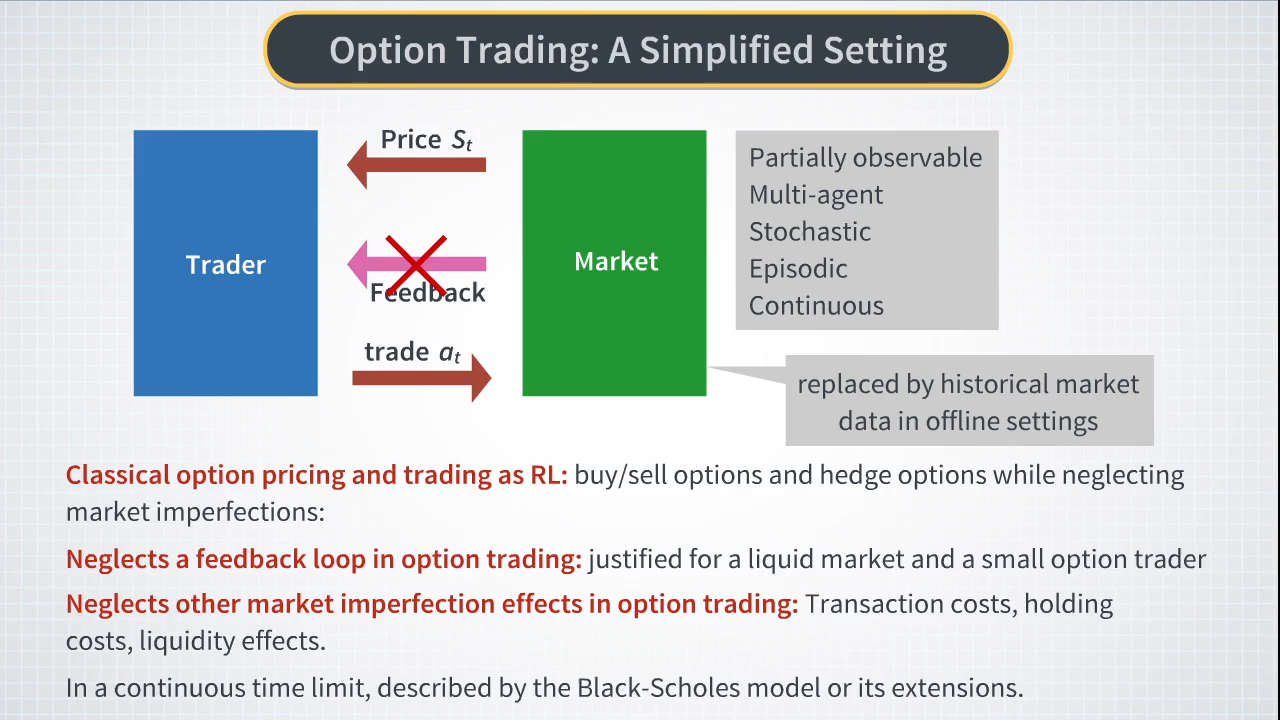 Option Trading: A Simplified Setting
Price S_t
Partially observable
Multi-agent
Stochastic
Episodic
Continuous
Trader
Market
Feedback
trade a_t
replaced by historical market
data in offline settings
Classical option pricing and trading as RL: buy/sell options and hedge options while neglecting
market imperfections:
Neglects a feedback loop in option trading: justified for a liquid market and a small option trader
Neglects other market imperfection effects in option trading: Transaction costs, holding
costs, liquidity effects.
In a continuous time limit, described by the Black-Scholes model or its extensions.